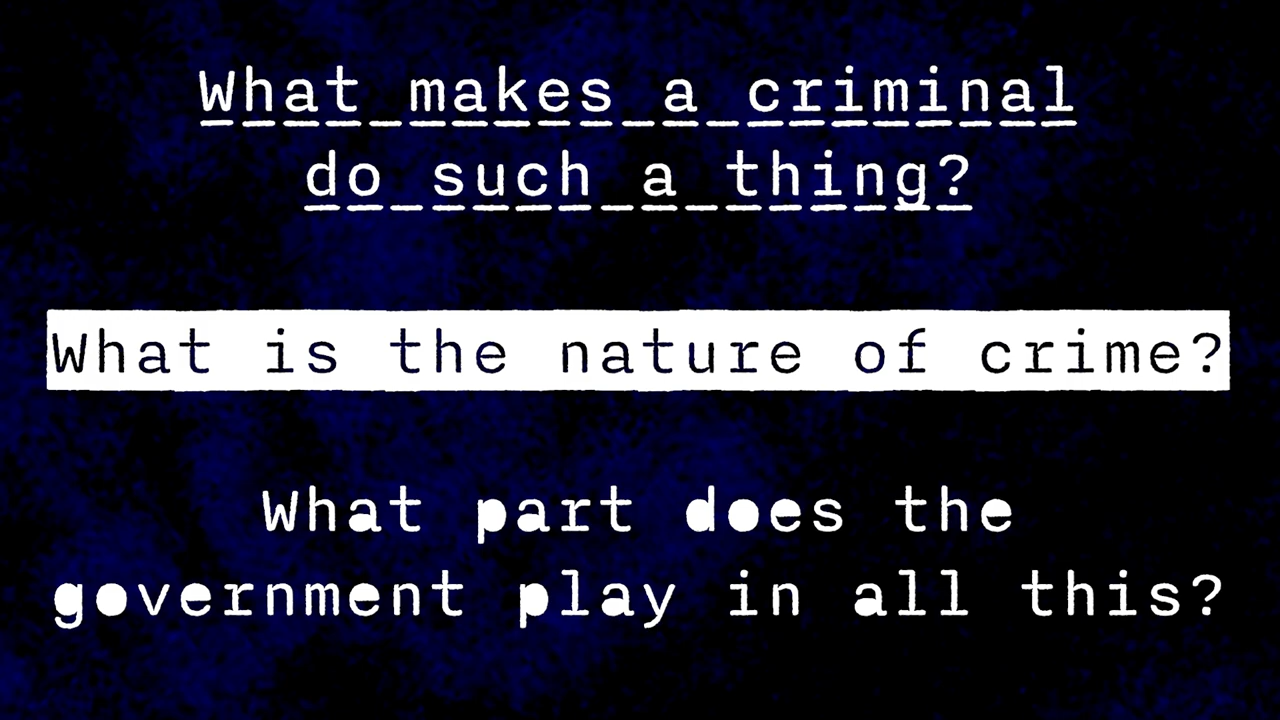 What makes a criminal
do such a thing?
What is the nature of crime?
What part does the
government play in all this?